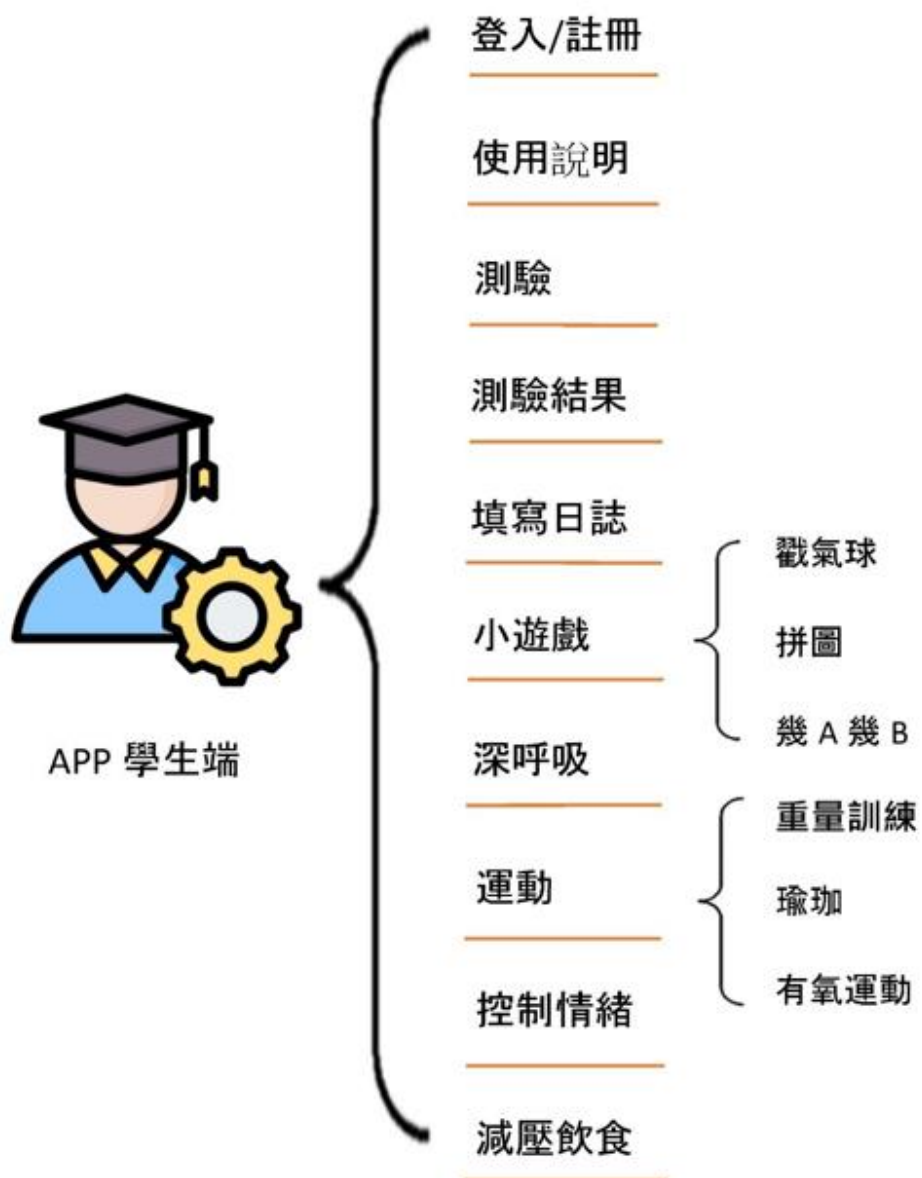 登入/註冊
使用說明
測驗
測驗結果
填寫日誌
小遊戲
戳氣球
拼圖
幾 A 幾 B
深呼吸
運動
重量訓練
瑜珈
有氧運動
控制情緒
減壓飲食
APP 學生端